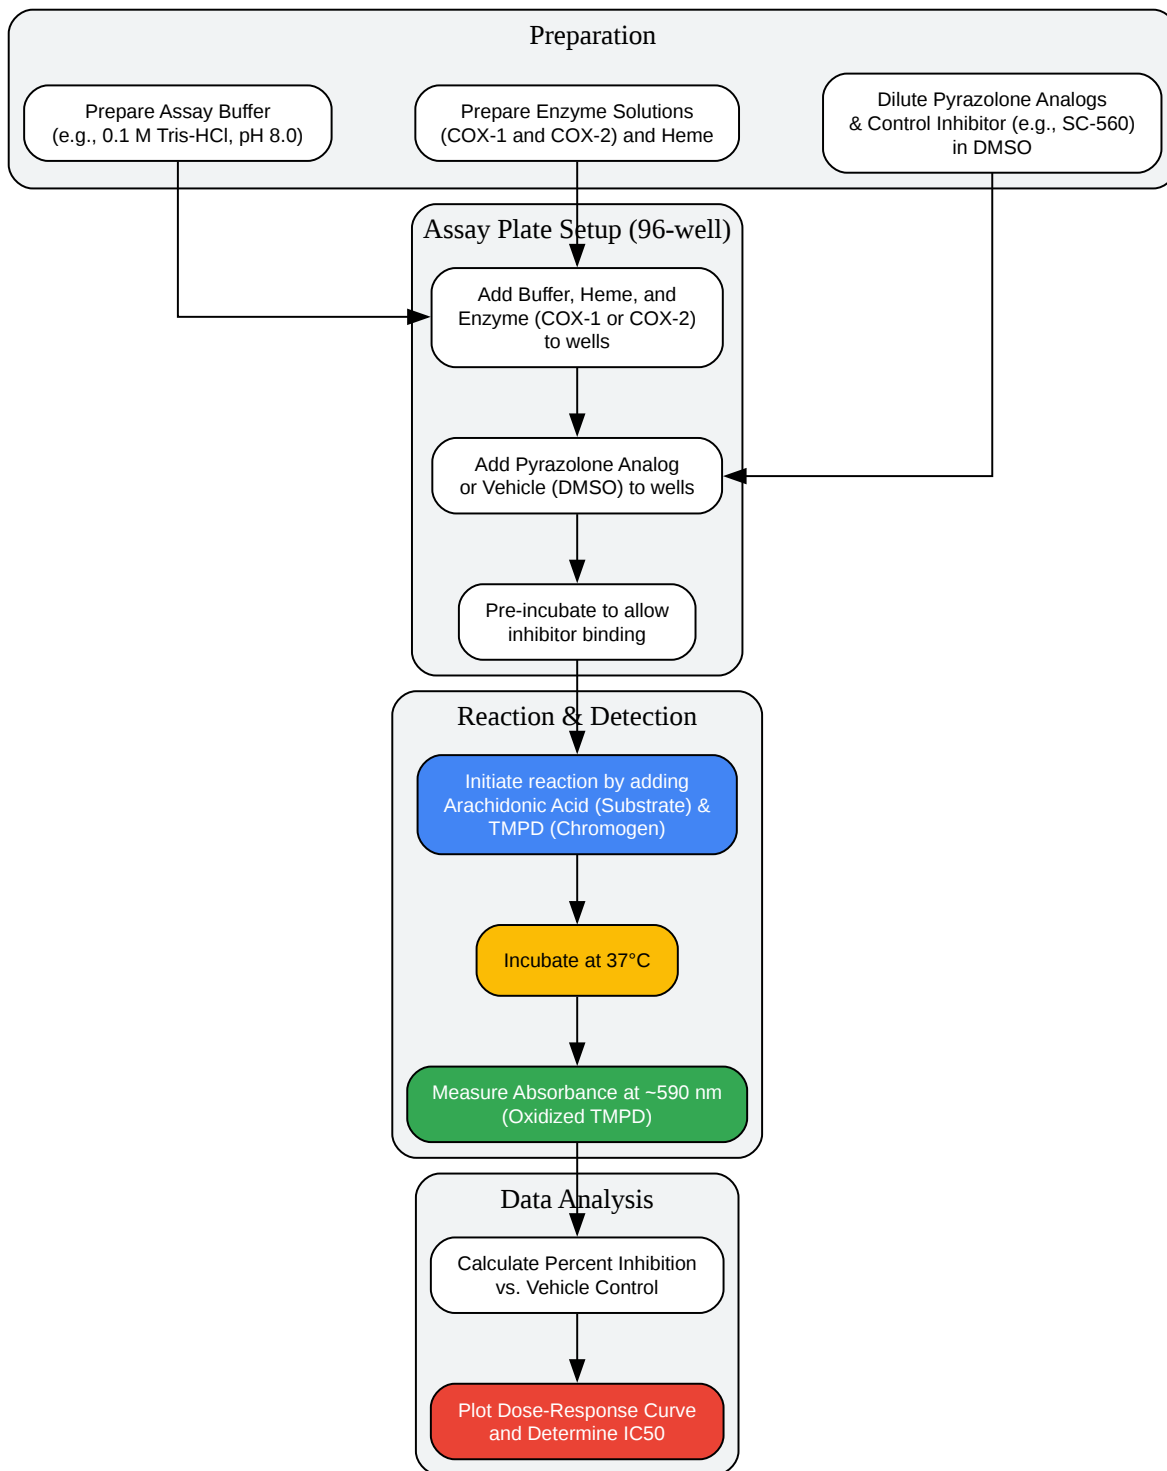 Preparation
Prepare Assay Buffer
(e.g., 0.1 M Tris-HCl, pH 8.0)
Prepare Enzyme Solutions
(COX-1 and COX-2) and Heme
Dilute Pyrazolone Analogs
& Control Inhibitor (e.g., SC-560)
in DMSO
Assay Plate Setup (96-well)
Add Buffer, Heme, and
Enzyme (COX-1 or COX-2)
to wells
Add Pyrazolone Analog
or Vehicle (DMSO) to wells
Pre-incubate to allow
inhibitor binding
Reaction & Detection
Initiate reaction by adding
Arachidonic Acid (Substrate) &
TMPD (Chromogen)
Incubate at 37°C
Measure Absorbance at ~590 nm
(Oxidized TMPD)
Data Analysis
Calculate Percent Inhibition
vs. Vehicle Control
Plot Dose-Response Curve
and Determine IC50